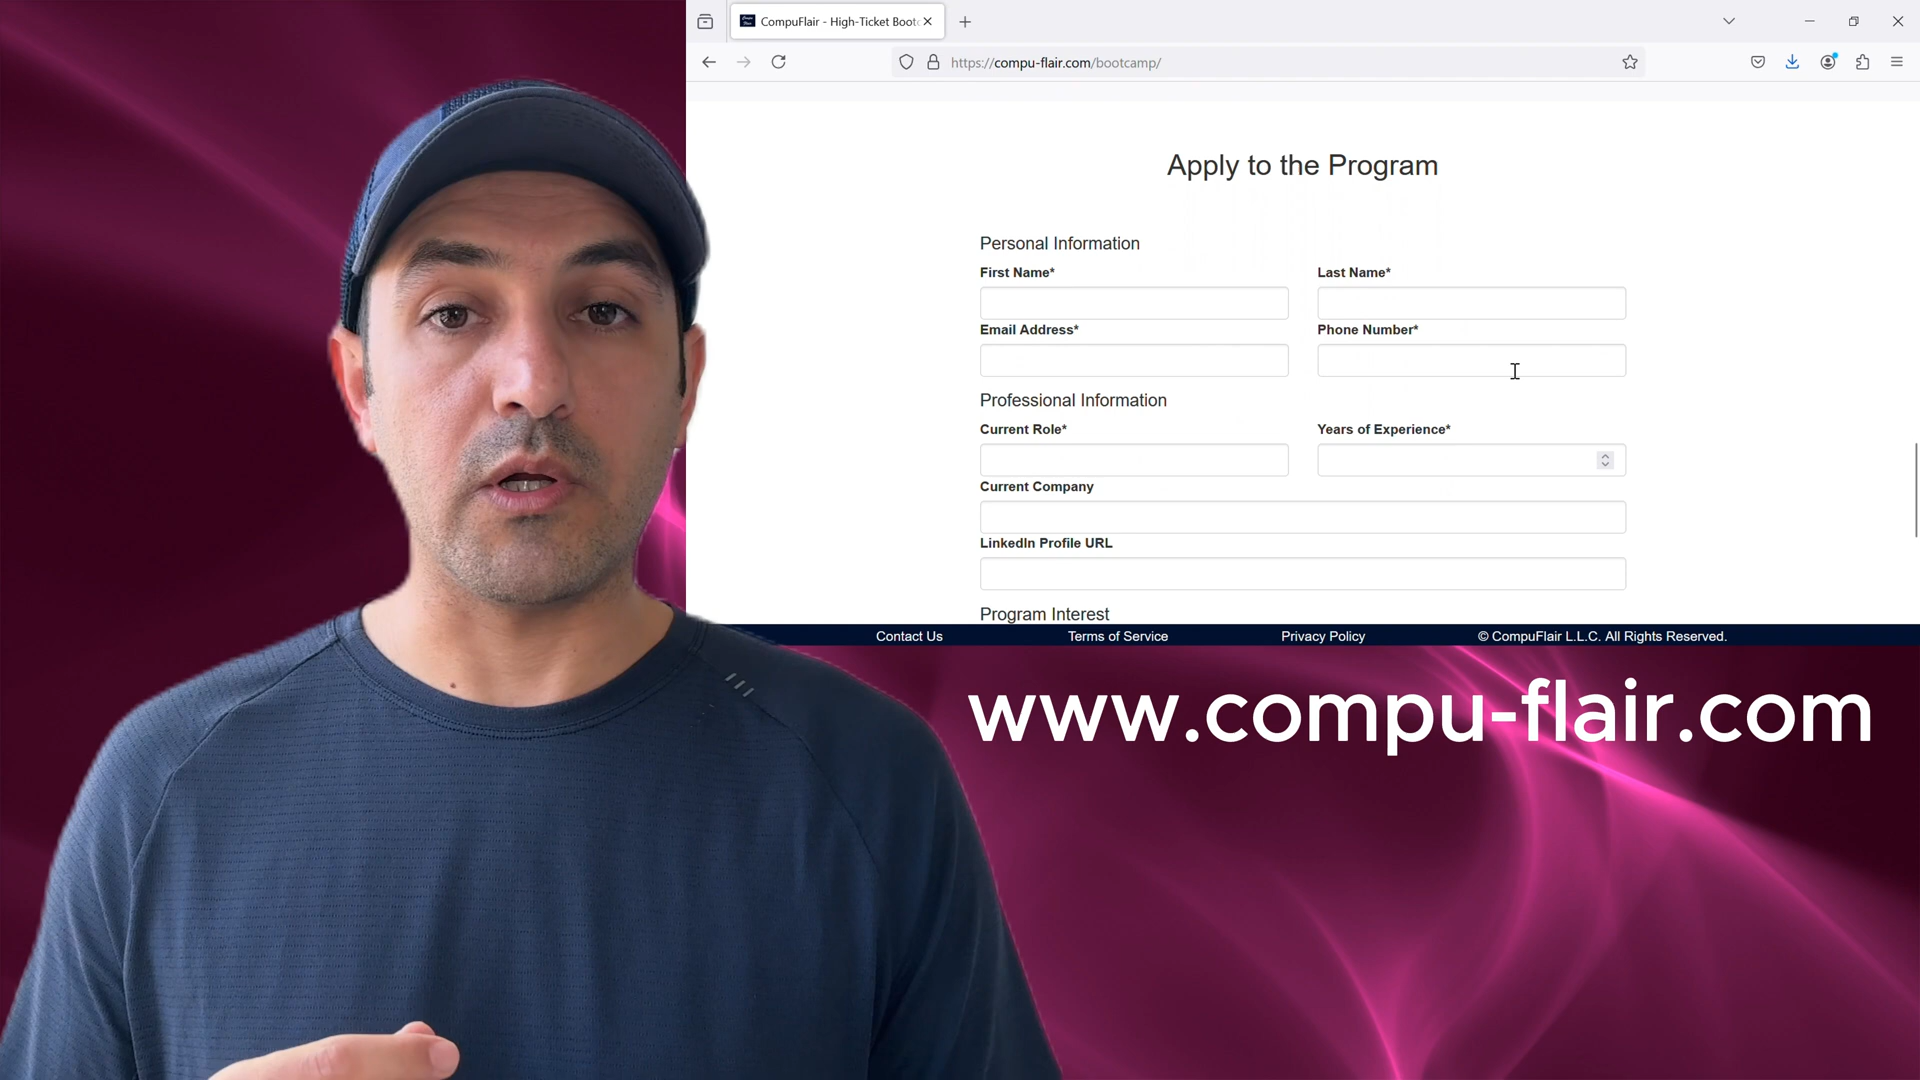 CompuFlair - High-Ticket Bootc
https://compu-flair.com/bootcamp/
Apply to the Program
Personal Information
First Name* Last Name*
Email Address* Phone Number*
Professional Information
Current Role* Years of Experience*
Current Company
LinkedIn Profile URL
Program Interest
Contact Us Terms of Service Privacy Policy © CompuFlair L.L.C. All Rights Reserved.
www.compu-flair.com